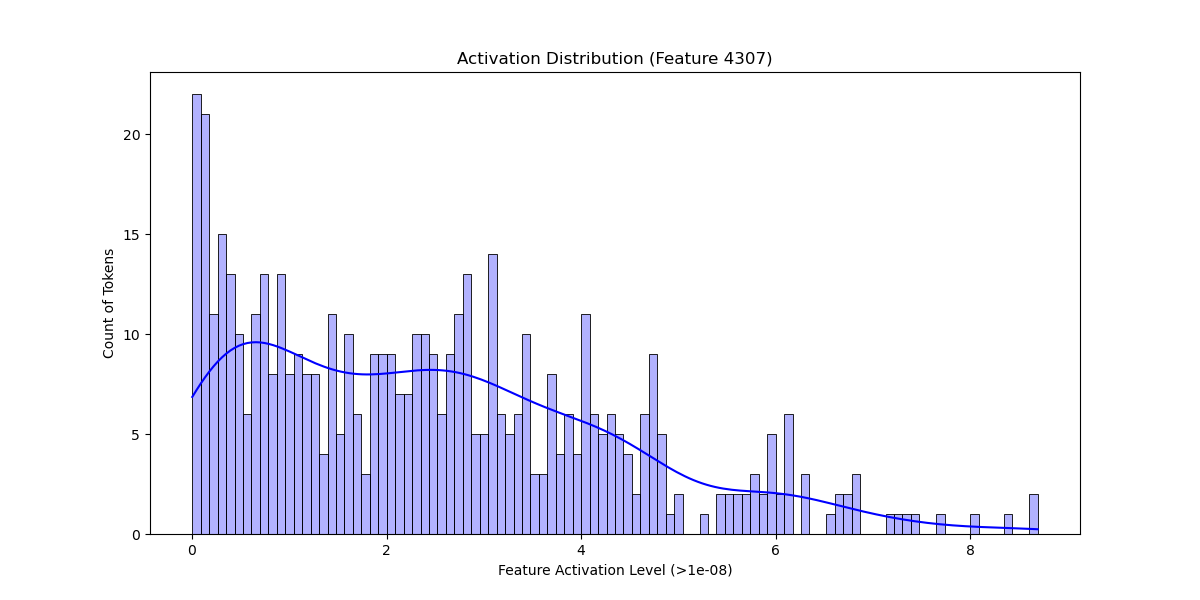 Activation Distribution (Feature 4307)
Count of Tokens
20
15
10
5
0
0 2 4 6 8
Feature Activation Level (>1e-08)